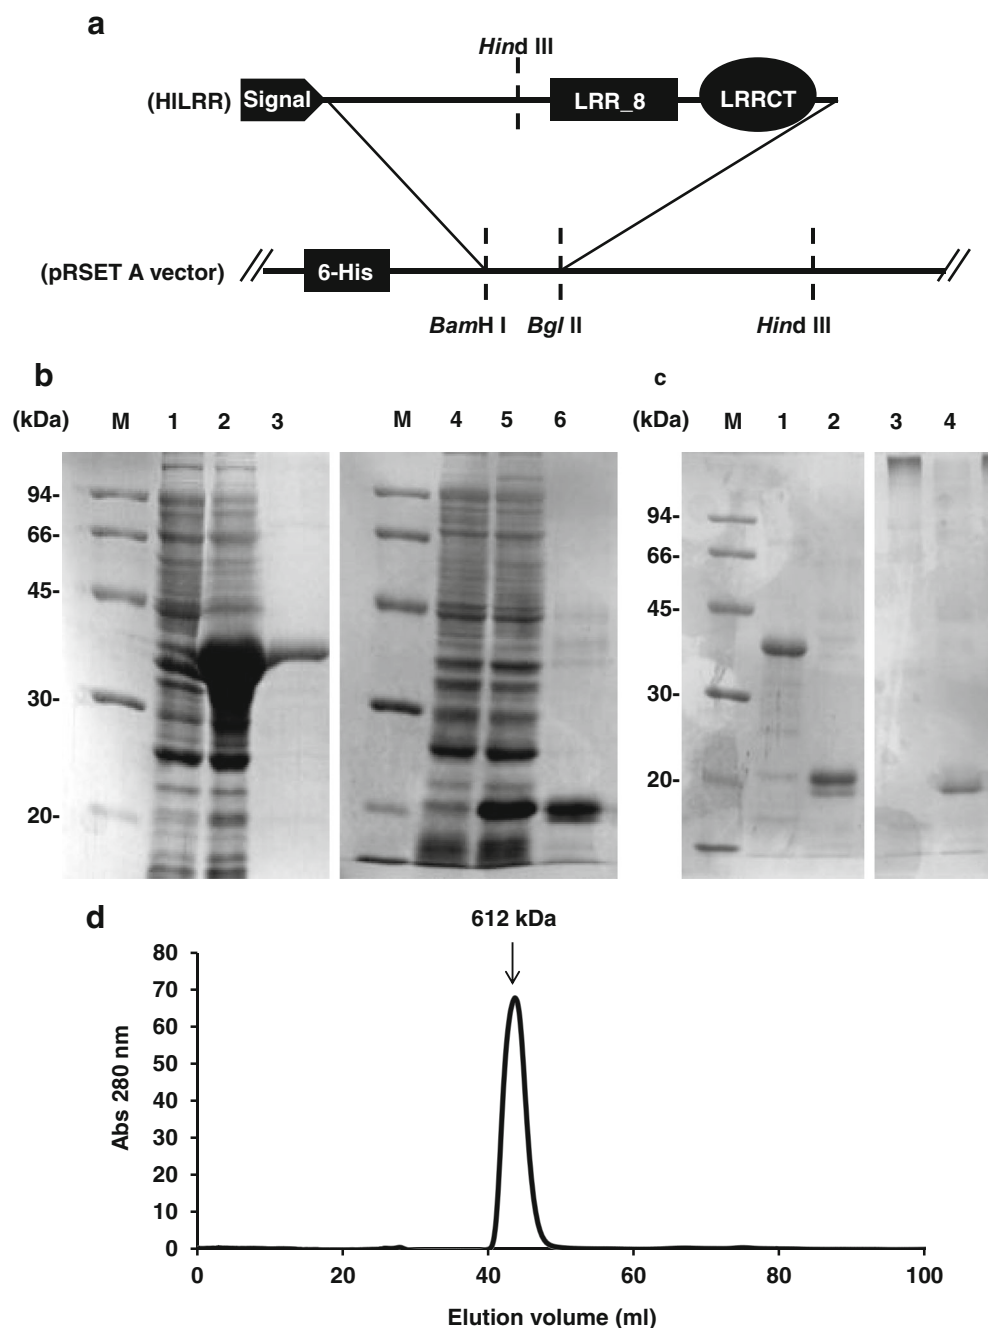 a
Hind III
(HILRR) Signal LRR_8 LRRCT
(pRSET A vector) 6-His
BamH I Bgl II Hind III
b
(kDa) M 1 2 3 M 4 5 6
94-
66-
45-
30-
20-
c
(kDa) M 1 2 3 4
94-
66-
45-
30-
20-
d
612 kDa
80
70
60
50
40
30
20
10
0
Abs 280 nm
0 20 40 60 80 100
Elution volume (ml)